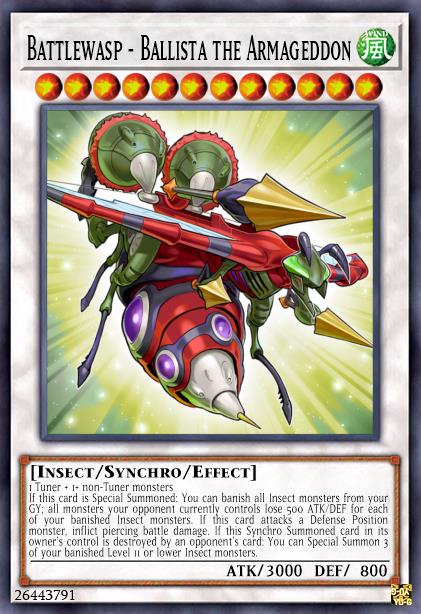 BATTLEWASP - BALLISTA THE ARMAGEDDON
WIND
風
[INSECT/SYNCHRO/EFFECT]
1 Tuner + 1+ non-Tuner monsters
If this card is Special Summoned: You can banish all Insect monsters from your
GY; all monsters your opponent currently controls lose 500 ATK/DEF for each
of your banished Insect monsters. If this card attacks a Defense Position
monster, inflict piercing battle damage. If this Synchro Summoned card in its
owner's control is destroyed by an opponent's card: You can Special Summon 3
of your banished Level 11 or lower Insect monsters.
ATK/3000 DEF/ 800
26443791